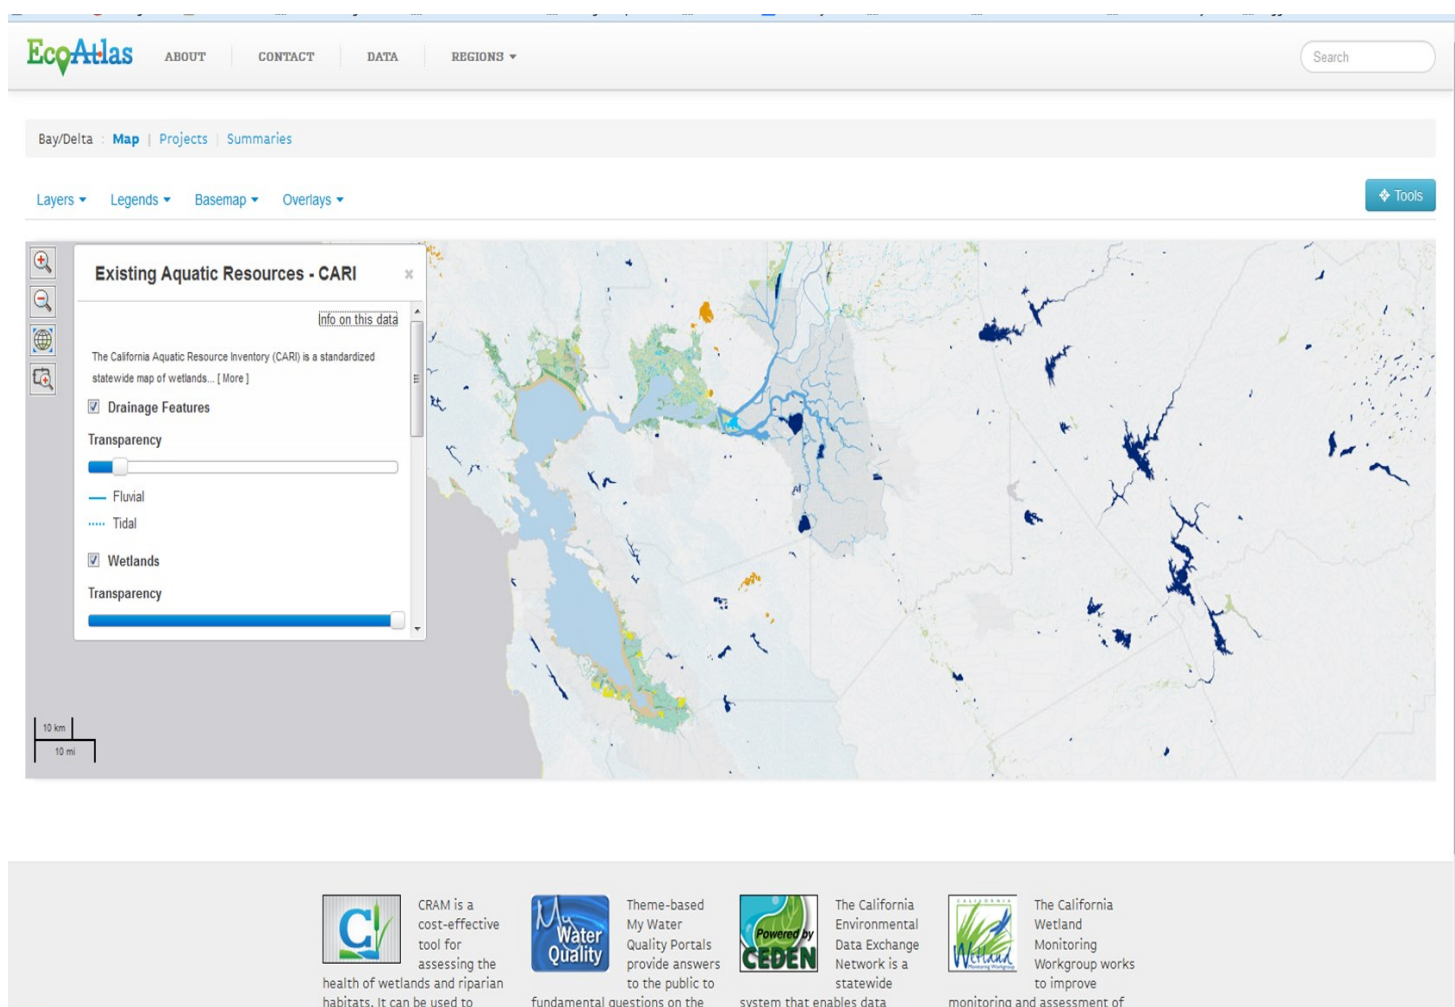 EcoAtlas
ABOUT
CONTACT
DATA
REGIONS
Search
Bay/Delta : Map | Projects | Summaries
Layers
Legends
Basemap
Overlays
Tools
Existing Aquatic Resources - CARI
×
Info on this data
The California Aquatic Resource Inventory (CARI) is a standardized
statewide map of wetlands... [ More ]
Drainage Features
Transparency
Fluvial
Tidal
Wetlands
Transparency
10 km
10 mi
CRAM is a
cost-effective
tool for
assessing the
health of wetlands and riparian
habitats. It can be used to
My
Water
Quality
Theme-based
My Water
Quality Portals
provide answers
to the public to
fundamental questions on the
Powered by
CEDEN
The California
Environmental
Data Exchange
Network is a
statewide
system that enables data
CALIFORNIA
Wetland
Monitoring Workgroup
The California
Wetland
Monitoring
Workgroup works
to improve
monitoring and assessment of